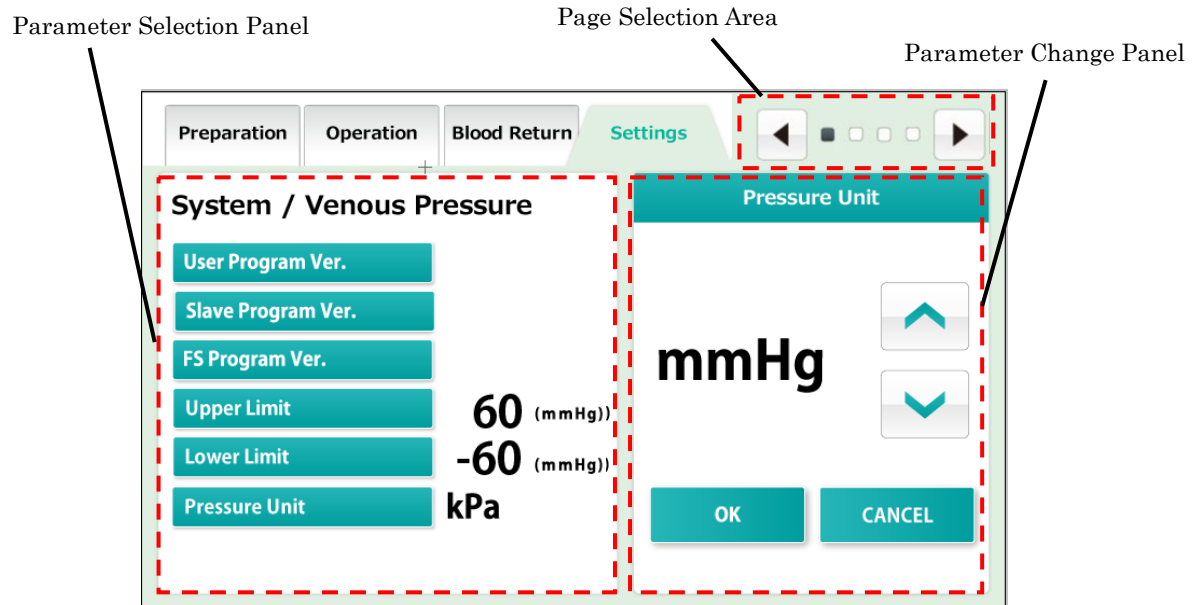 Page Selection Area
Parameter Selection Panel
Parameter Change Panel
Preparation
Operation
Blood Return
Settings
System / Venous Pressure
Pressure Unit
User Program Ver.
Slave Program Ver.
FS Program Ver.
Upper Limit 60 (mmHg))
Lower Limit -60 (mmHg))
Pressure Unit kPa
mmHg
OK
CANCEL